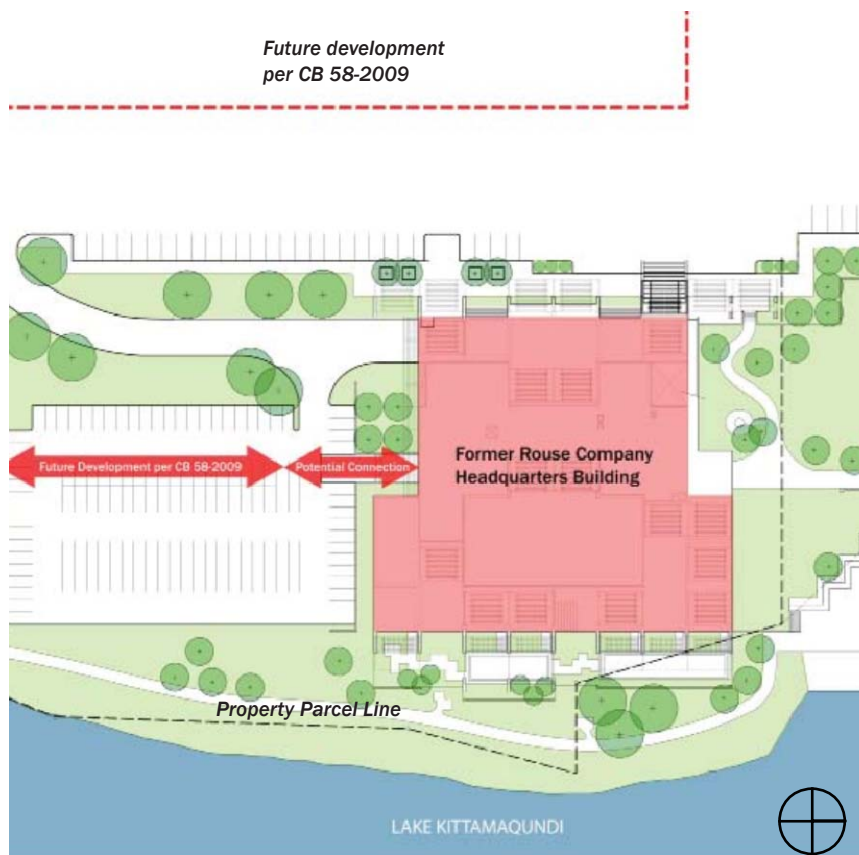 Future development
per CB 58-2009
Future Development per CB 58-2009
Potential Connection
Former Rouse Company
Headquarters Building
Property Parcel Line
LAKE KITTAMAQUNDI